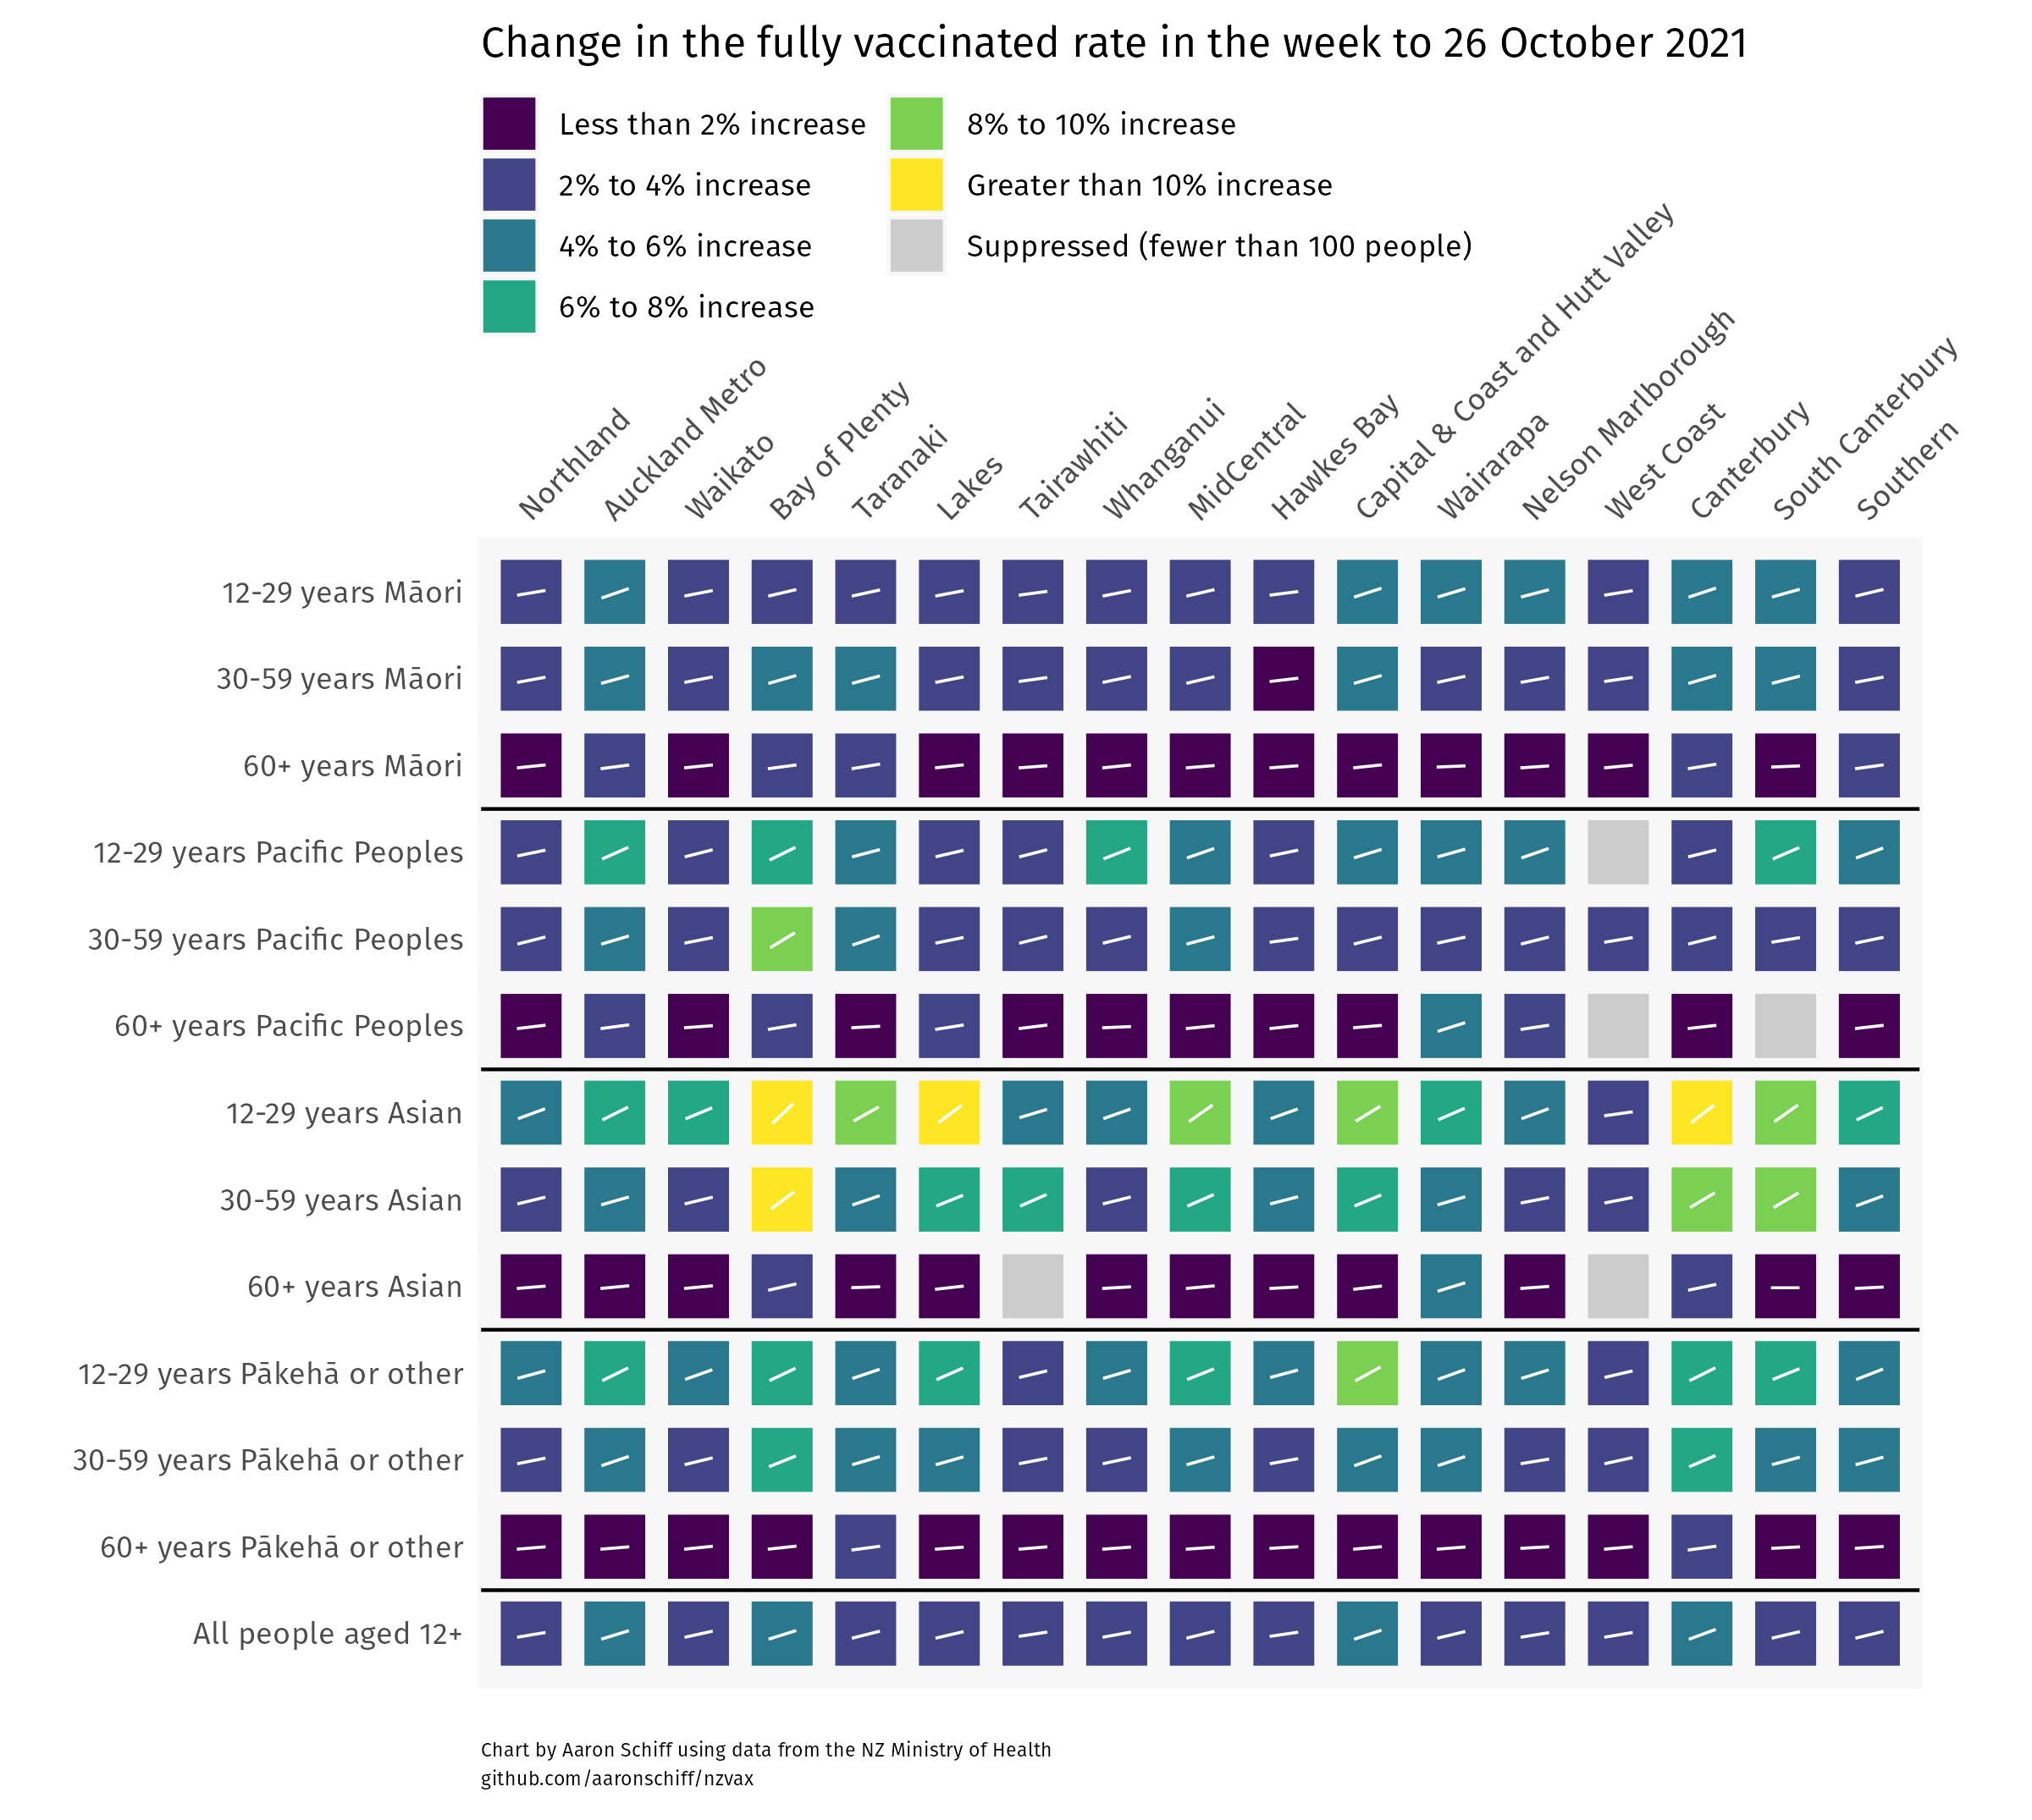 Change in the fully vaccinated rate in the week to 26 October 2021
Less than 2% increase
2% to 4% increase
4% to 6% increase
6% to 8% increase
8% to 10% increase
Greater than 10% increase
Suppressed (fewer than 100 people)
Northland
Auckland Metro
Waikato
Bay of Plenty
Taranaki
Lakes
Tairawhiti
Whanganui
MidCentral
Hawkes Bay
Capital & Coast and Hutt Valley
Wairarapa
Nelson Marlborough
West Coast
Canterbury
South Canterbury
Southern
12-29 years Māori
30-59 years Māori
60+ years Māori
12-29 years Pacific Peoples
30-59 years Pacific Peoples
60+ years Pacific Peoples
12-29 years Asian
30-59 years Asian
60+ years Asian
12-29 years Pākehā or other
30-59 years Pākehā or other
60+ years Pākehā or other
All people aged 12+
Chart by Aaron Schiff using data from the NZ Ministry of Health
github.com/aaronschiff/nzvax